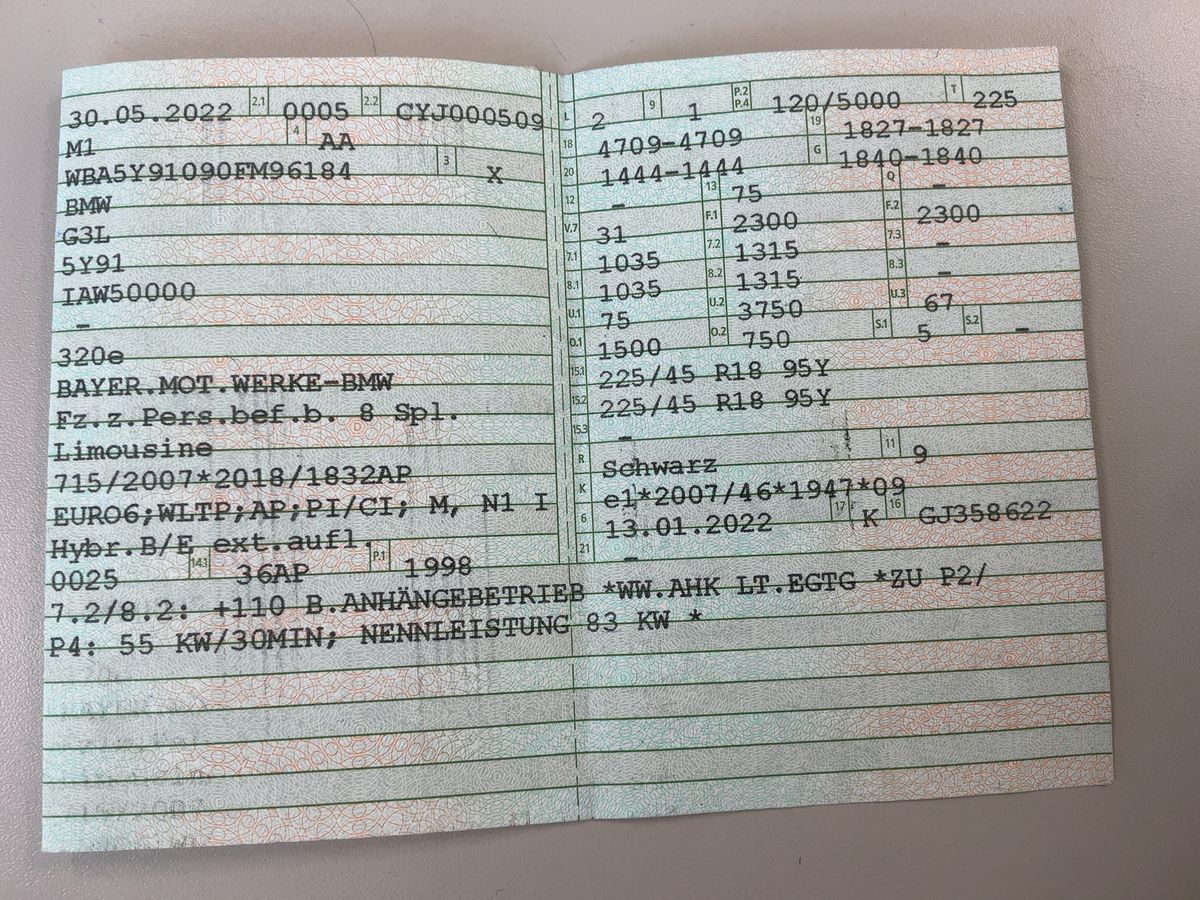 30.05.2022 2.1 0005 2.2 CYJ000509
M1 4 AA
WBA5Y91090FM96184 3 X
BMW
G3L
5Y91
IAW50000
–
320e
BAYER.MOT.WERKE-BMW
Fz.z.Pers.bef.b. 8 Spl.
Limousine
715/2007*2018/1832AP
EURO6;WLTP;AP;PI/CI; M, N1 I
Hybr.B/E ext.aufl.
0025 14.1 36AP P.1 1998
L 2 9 1 P.2 P.4 120/5000 T 225
18 4709-4709 19 1827-1827
20 1444-1444 G 1840-1840
12 – 13 75 Q –
V.7 31 F.1 2300 F.2 2300
7.1 1035 7.2 1315 7.3 –
8.1 1035 8.2 1315 8.3 –
U.1 75 U.2 3750 U.3 67
O.1 1500 O.2 750 S.1 5 S.2 –
15.1 225/45 R18 95Y
15.2 225/45 R18 95Y
15.3 –
R Schwarz 11 9
K e1*2007/46*1947*09
6 13.01.2022 17 K 16 GJ358622
21 –
7.2/8.2: +110 B.ANHÄNGEBETRIEB *WW.AHK LT.EGTG *ZU P2/
P4: 55 KW/30MIN; NENNLEISTUNG 83 KW *